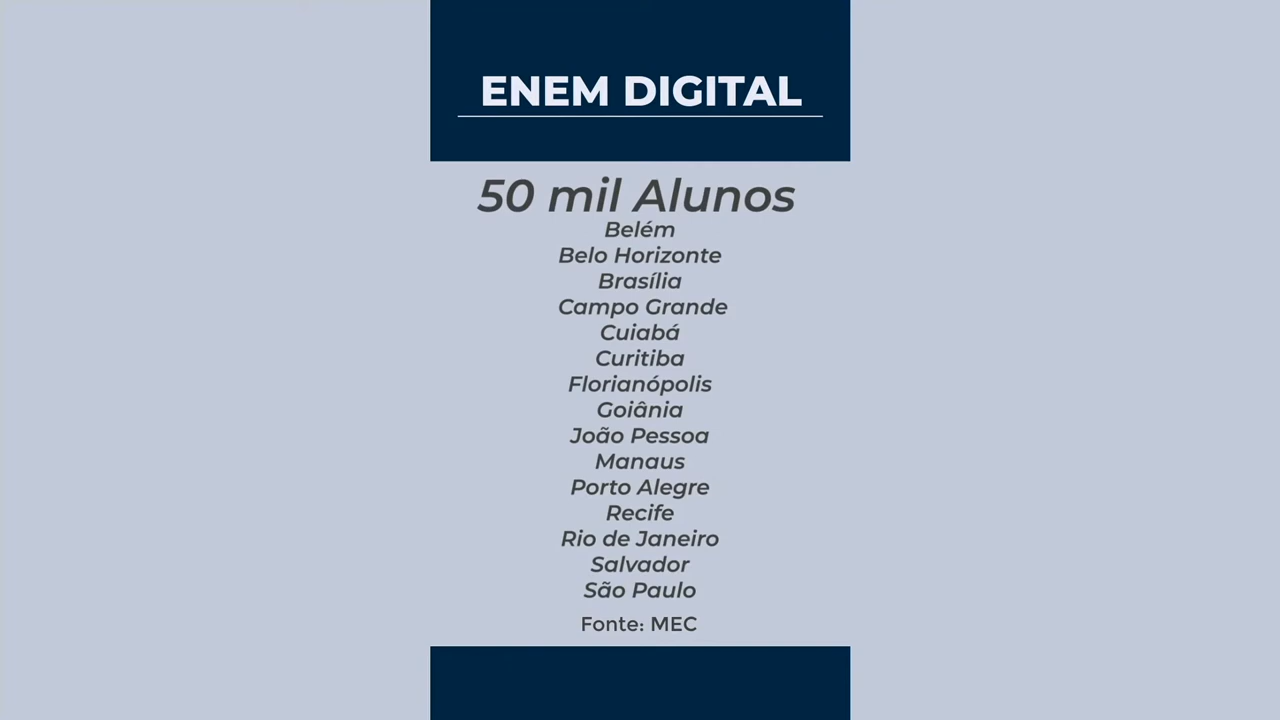 ENEM DIGITAL
50 mil Alunos
Belém
Belo Horizonte
Brasília
Campo Grande
Cuiabá
Curitiba
Florianópolis
Goiânia
João Pessoa
Manaus
Porto Alegre
Recife
Rio de Janeiro
Salvador
São Paulo
Fonte: MEC